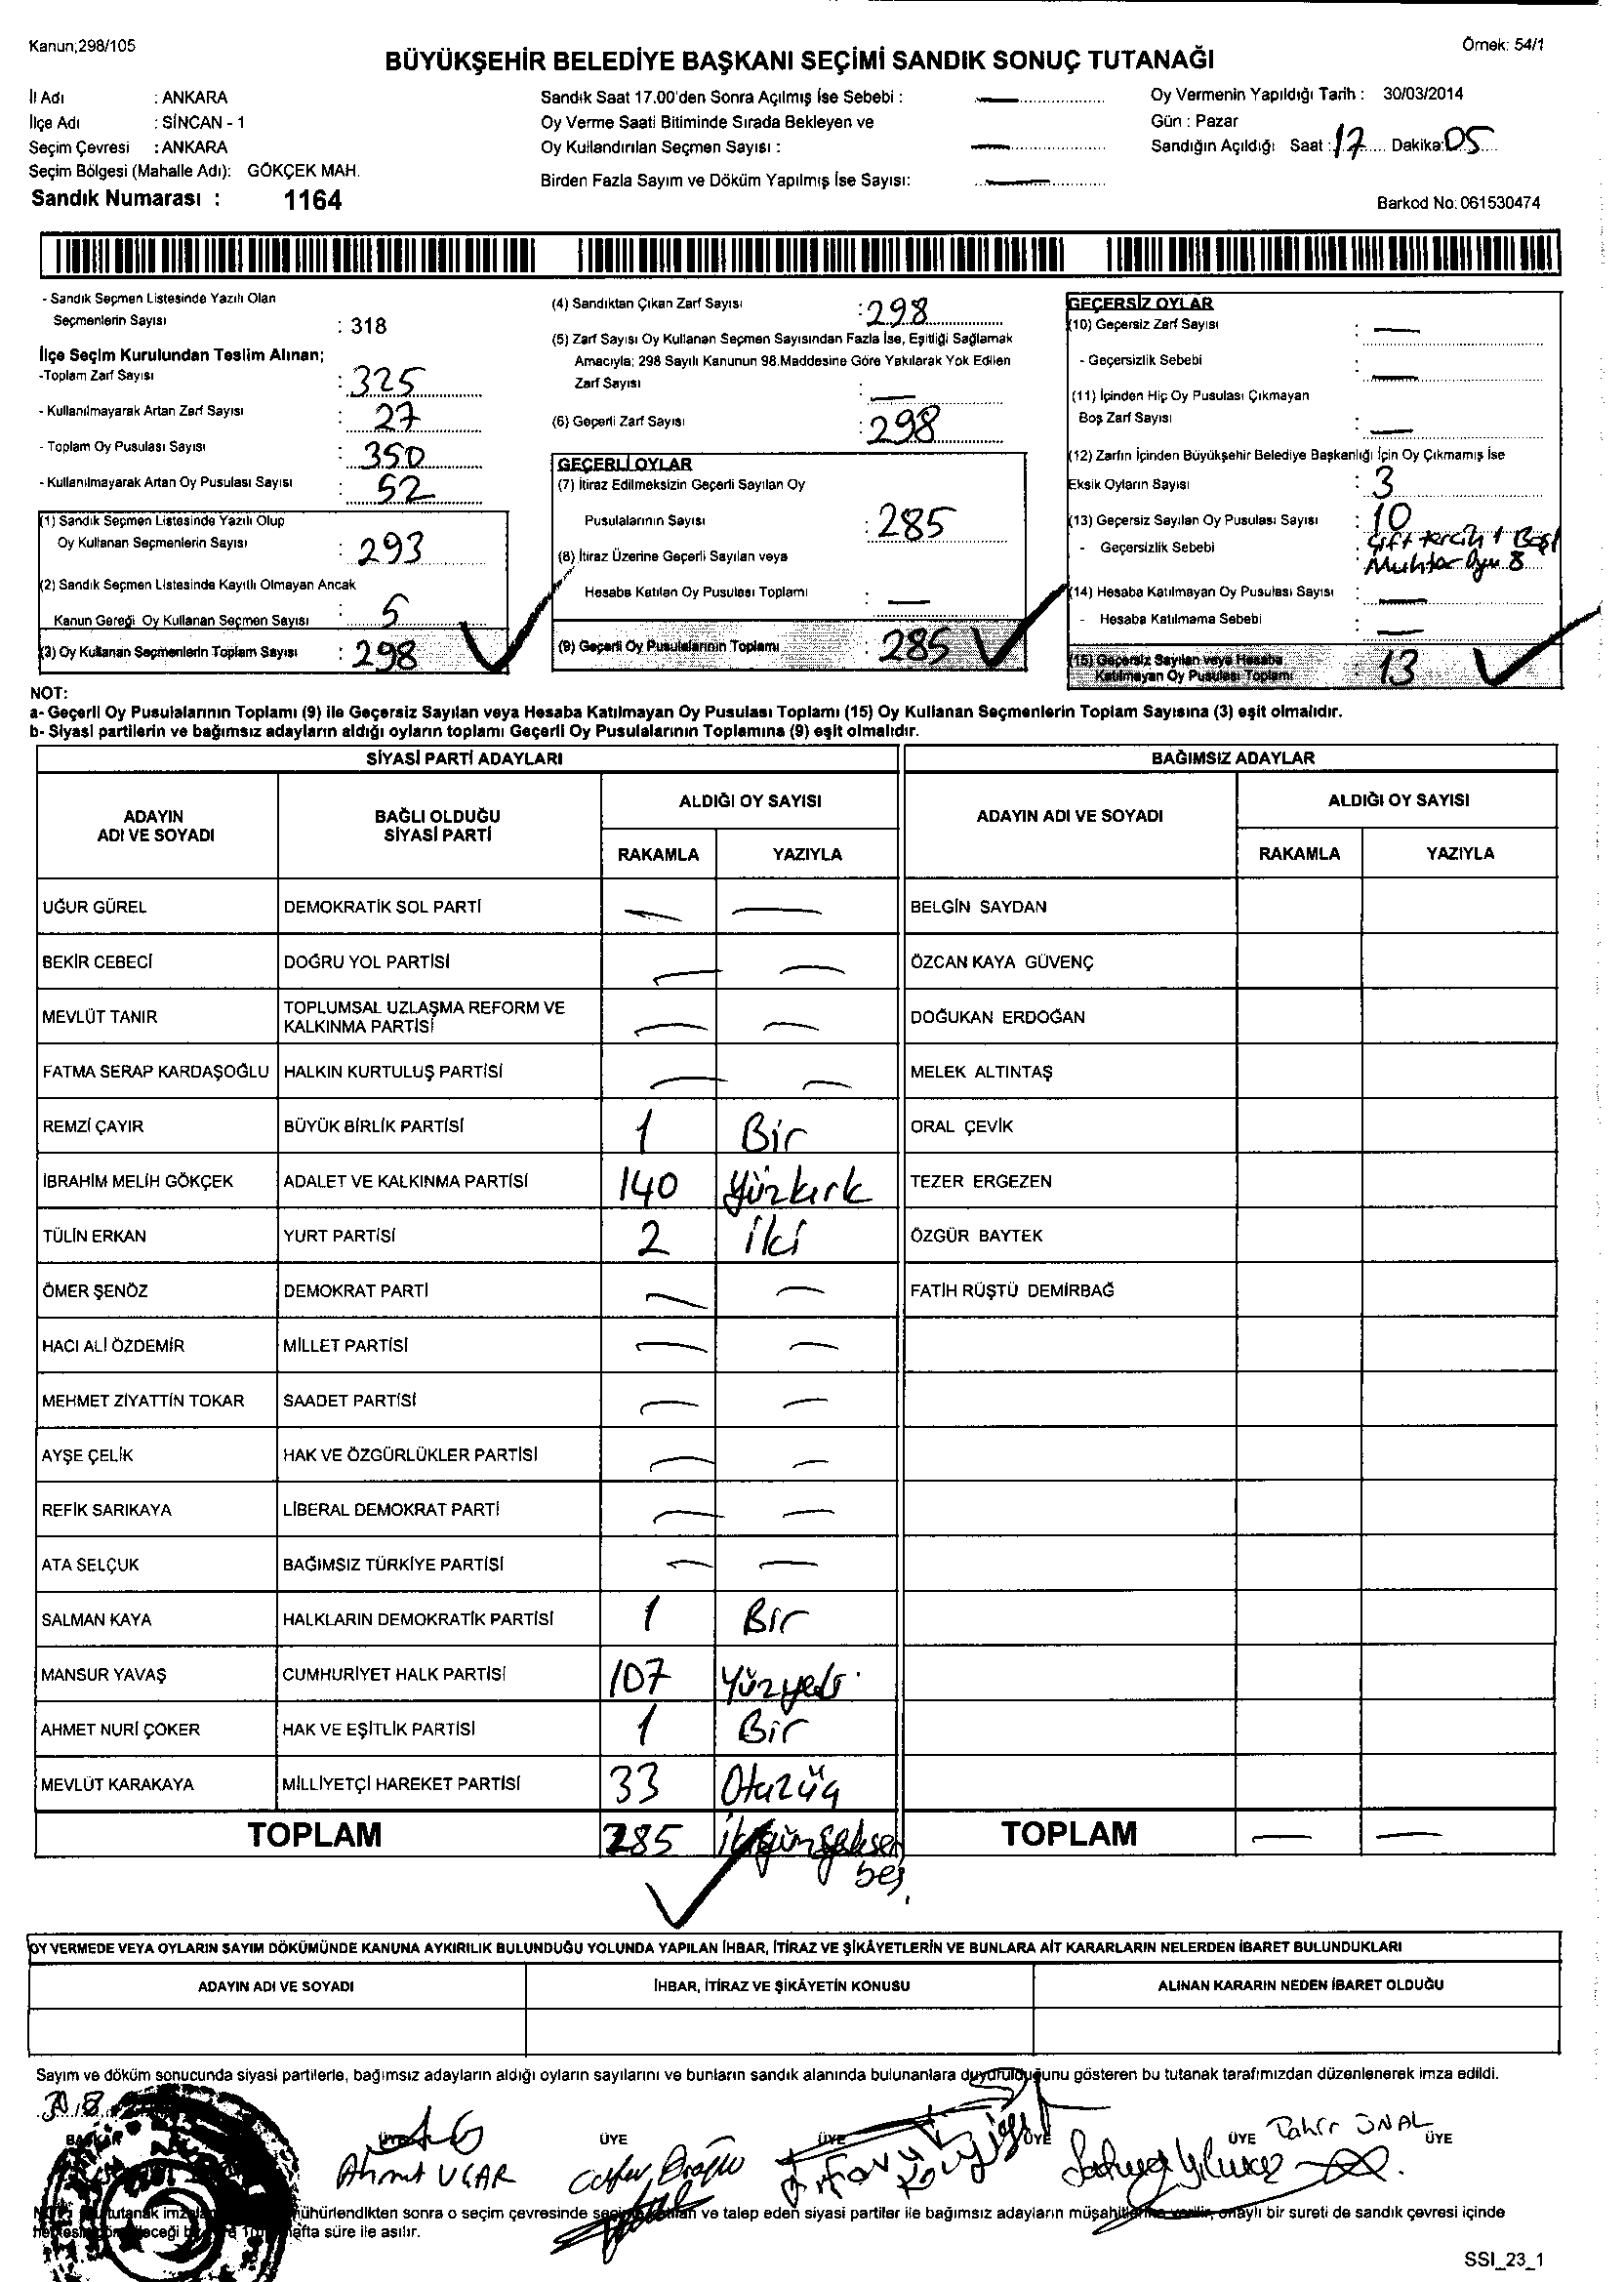 Kanun;298/105
Örnek: 54/1
BÜYÜKŞEHİR BELEDİYE BAŞKANI SEÇİMİ SANDIK SONUÇ TUTANAĞI
İl Adı : ANKARA
İlçe Adı : SİNCAN - 1
Seçim Çevresi : ANKARA
Seçim Bölgesi (Mahalle Adı): GÖKÇEK MAH.
Sandık Numarası : 1164
Sandık Saat 17.00'den Sonra Açılmış İse Sebebi :
Oy Verme Saati Bitiminde Sırada Bekleyen ve
Oy Kullandırılan Seçmen Sayısı :
Birden Fazla Sayım ve Döküm Yapılmış İse Sayısı:
Oy Vermenin Yapıldığı Tarih : 30/03/2014
Gün : Pazar
Sandığın Açıldığı Saat : 17 Dakika: 05
Barkod No: 061530474
- Sandık Seçmen Listesinde Yazılı Olan
Seçmenlerin Sayısı : 318
İlçe Seçim Kurulundan Teslim Alınan;
-Toplam Zarf Sayısı : 325
- Kullanılmayarak Artan Zarf Sayısı : 27
- Toplam Oy Pusulası Sayısı : 350
- Kullanılmayarak Artan Oy Pusulası Sayısı : 52
(1) Sandık Seçmen Listesinde Yazılı Olup
Oy Kullanan Seçmenlerin Sayısı : 293
(2) Sandık Seçmen Listesinde Kayıtlı Olmayan Ancak
Kanun Gereği Oy Kullanan Seçmen Sayısı : 5
(3) Oy Kullanan Seçmenlerin Toplam Sayısı : 298
(4) Sandıktan Çıkan Zarf Sayısı : 298
(5) Zarf Sayısı Oy Kullanan Seçmen Sayısından Fazla İse, Eşitliği Sağlamak
Amacıyla; 298 Sayılı Kanunun 98.Maddesine Göre Yakılarak Yok Edilen
Zarf Sayısı :
(6) Geçerli Zarf Sayısı : 298
GEÇERLİ OYLAR
(7) İtiraz Edilmeksizin Geçerli Sayılan Oy
Pusulalarının Sayısı : 285
(8) İtiraz Üzerine Geçerli Sayılan veya
Hesaba Katılan Oy Pusulası Toplamı :
(9) Geçerli Oy Pusulalarının Toplamı : 285
GEÇERSİZ OYLAR
(10) Geçersiz Zarf Sayısı :
- Geçersizlik Sebebi :
(11) İçinden Hiç Oy Pusulası Çıkmayan
Boş Zarf Sayısı :
(12) Zarfın İçinden Büyükşehir Belediye Başkanlığı İçin Oy Çıkmamış İse
Eksik Oyların Sayısı : 3
(13) Geçersiz Sayılan Oy Pusulası Sayısı : 10
- Geçersizlik Sebebi : Çift tercih 1 Boş 1
Muhtar Oyu 8
(14) Hesaba Katılmayan Oy Pusulası Sayısı :
- Hesaba Katılmama Sebebi :
(15) Geçersiz Sayılan veya Hesaba
Katılmayan Oy Pusulası Toplamı : 13
NOT:
a- Geçerli Oy Pusulalarının Toplamı (9) ile Geçersiz Sayılan veya Hesaba Katılmayan Oy Pusulası Toplamı (15) Oy Kullanan Seçmenlerin Toplam Sayısına (3) eşit olmalıdır.
b- Siyasi partilerin ve bağımsız adayların aldığı oyların toplamı Geçerli Oy Pusulalarının Toplamına (9) eşit olmalıdır.
SİYASİ PARTİ ADAYLARI BAĞIMSIZ ADAYLAR
ADAYIN ADI VE SOYADI BAĞLI OLDUĞU SİYASİ PARTİ ALDIĞI OY SAYISI ADAYIN ADI VE SOYADI ALDIĞI OY SAYISI
RAKAMLA YAZIYLA RAKAMLA YAZIYLA
UĞUR GÜREL DEMOKRATİK SOL PARTİ BELGİN SAYDAN
BEKİR CEBECİ DOĞRU YOL PARTİSİ ÖZCAN KAYA GÜVENÇ
MEVLÜT TANIR TOPLUMSAL UZLAŞMA REFORM VE KALKINMA PARTİSİ DOĞUKAN ERDOĞAN
FATMA SERAP KARDAŞOĞLU HALKIN KURTULUŞ PARTİSİ MELEK ALTINTAŞ
REMZİ ÇAYIR BÜYÜK BİRLİK PARTİSİ 1 Bir ORAL ÇEVİK
İBRAHİM MELİH GÖKÇEK ADALET VE KALKINMA PARTİSİ 140 Yüzkırk TEZER ERGEZEN
TÜLİN ERKAN YURT PARTİSİ 2 İki ÖZGÜR BAYTEK
ÖMER ŞENÖZ DEMOKRAT PARTİ FATİH RÜŞTÜ DEMİRBAĞ
HACI ALİ ÖZDEMİR MİLLET PARTİSİ
MEHMET ZİYATTİN TOKAR SAADET PARTİSİ
AYŞE ÇELİK HAK VE ÖZGÜRLÜKLER PARTİSİ
REFİK SARIKAYA LİBERAL DEMOKRAT PARTİ
ATA SELÇUK BAĞIMSIZ TÜRKİYE PARTİSİ
SALMAN KAYA HALKLARIN DEMOKRATİK PARTİSİ 1 Bir
MANSUR YAVAŞ CUMHURİYET HALK PARTİSİ 107 Yüzyedi
AHMET NURİ ÇOKER HAK VE EŞİTLİK PARTİSİ 1 Bir
MEVLÜT KARAKAYA MİLLİYETÇİ HAREKET PARTİSİ 33 Otuzüç
TOPLAM 285 İkiyüzseksen beş TOPLAM
OY VERMEDE VEYA OYLARIN SAYIM DÖKÜMÜNDE KANUNA AYKIRILIK BULUNDUĞU YOLUNDA YAPILAN İHBAR, İTİRAZ VE ŞİKÂYETLERİN VE BUNLARA AİT KARARLARIN NELERDEN İBARET BULUNDUKLARI
ADAYIN ADI VE SOYADI İHBAR, İTİRAZ VE ŞİKÂYETİN KONUSU ALINAN KARARIN NEDEN İBARET OLDUĞU
Sayım ve döküm sonucunda siyasi partilerle, bağımsız adayların aldığı oyların sayılarını ve bunların sandık alanında bulunanlara duyurulduğunu gösteren bu tutanak tarafımızdan düzenlenerek imza edildi.
ÜYE ÜYE ÜYE ÜYE ÜYE ÜYE
Ahmet UÇAR
Tahir ÜNAL
mühürlendikten sonra o seçim çevresinde ve talep eden siyasi partiler ile bağımsız adayların müşahitlerine verilir, onaylı bir sureti de sandık çevresi içinde
hafta süre ile asılır.
SSI_23_1